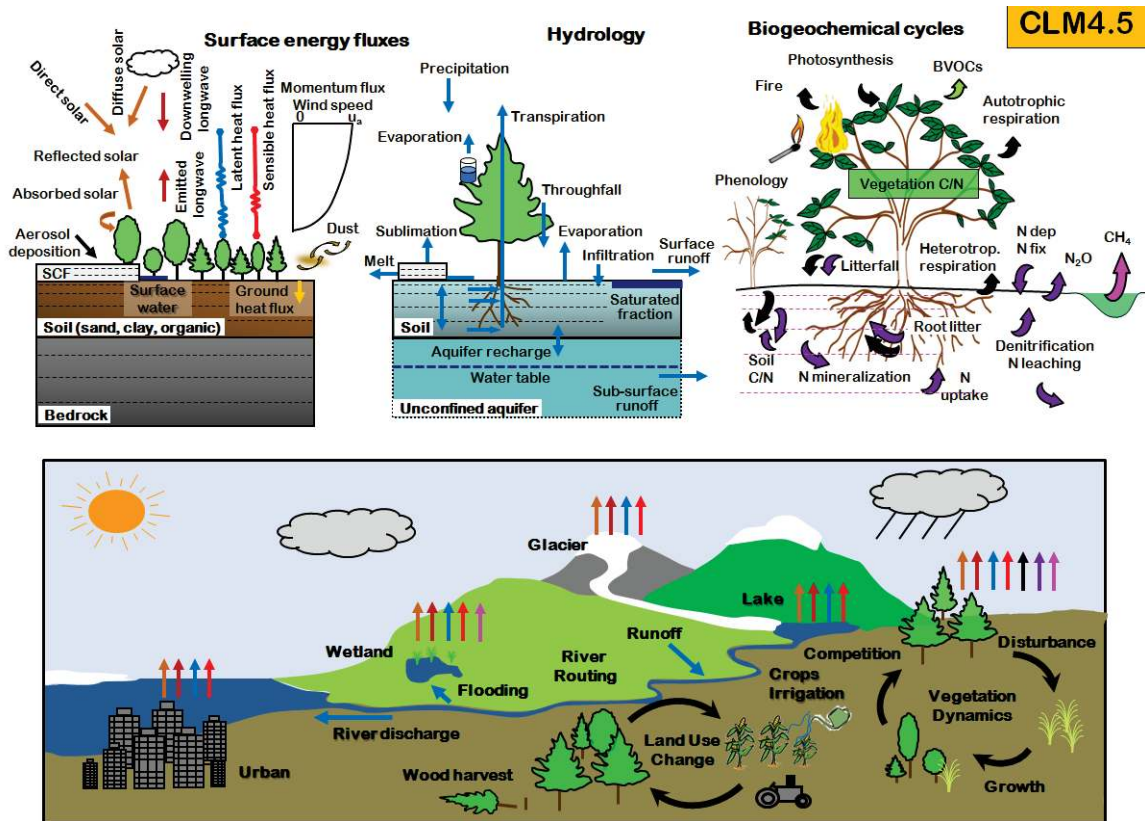 CLM4.5
Surface energy fluxes
Direct solar
Diffuse solar
Downwelling
longwave
Latent heat flux
Sensible heat flux
Momentum flux
Wind speed
0
uₐ
Reflected solar
Absorbed solar
Emitted
longwave
Aerosol
deposition
Dust
SCF
Surface
water
Ground
heat flux
Soil (sand, clay, organic)
Bedrock
Hydrology
Precipitation
Transpiration
Evaporation
Throughfall
Sublimation
Evaporation
Melt
Infiltration
Surface
runoff
Saturated
fraction
Soil
Aquifer recharge
Water table
Unconfined aquifer
Sub-surface
runoff
Biogeochemical cycles
Photosynthesis
BVOCs
Fire
Autotrophic
respiration
Phenology
Vegetation C/N
Litterfall
Heterotrop.
respiration
N dep
N fix
N₂O
CH₄
Root litter
Soil
C/N
N mineralization
N
uptake
Denitrification
N leaching
Glacier
Lake
Wetland
Runoff
River
Routing
Flooding
River discharge
Urban
Wood harvest
Land Use
Change
Crops
Irrigation
Competition
Disturbance
Vegetation
Dynamics
Growth